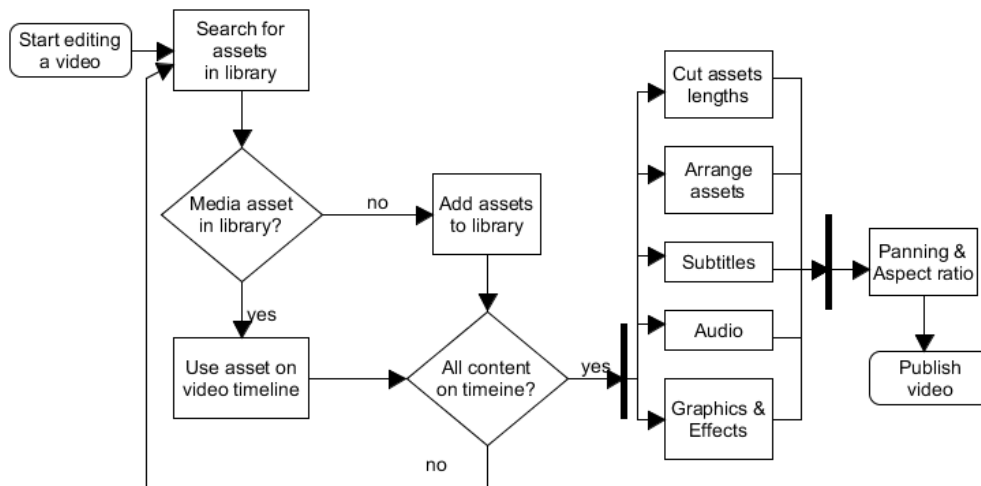 Start editing
a video
Search for
assets
in library
Media asset
in library?
no
Add assets
to library
yes
Use asset on
video timeline
All content
on timeine?
yes
no
Cut assets
lengths
Arrange
assets
Subtitles
Audio
Graphics &
Effects
Panning &
Aspect ratio
Publish
video